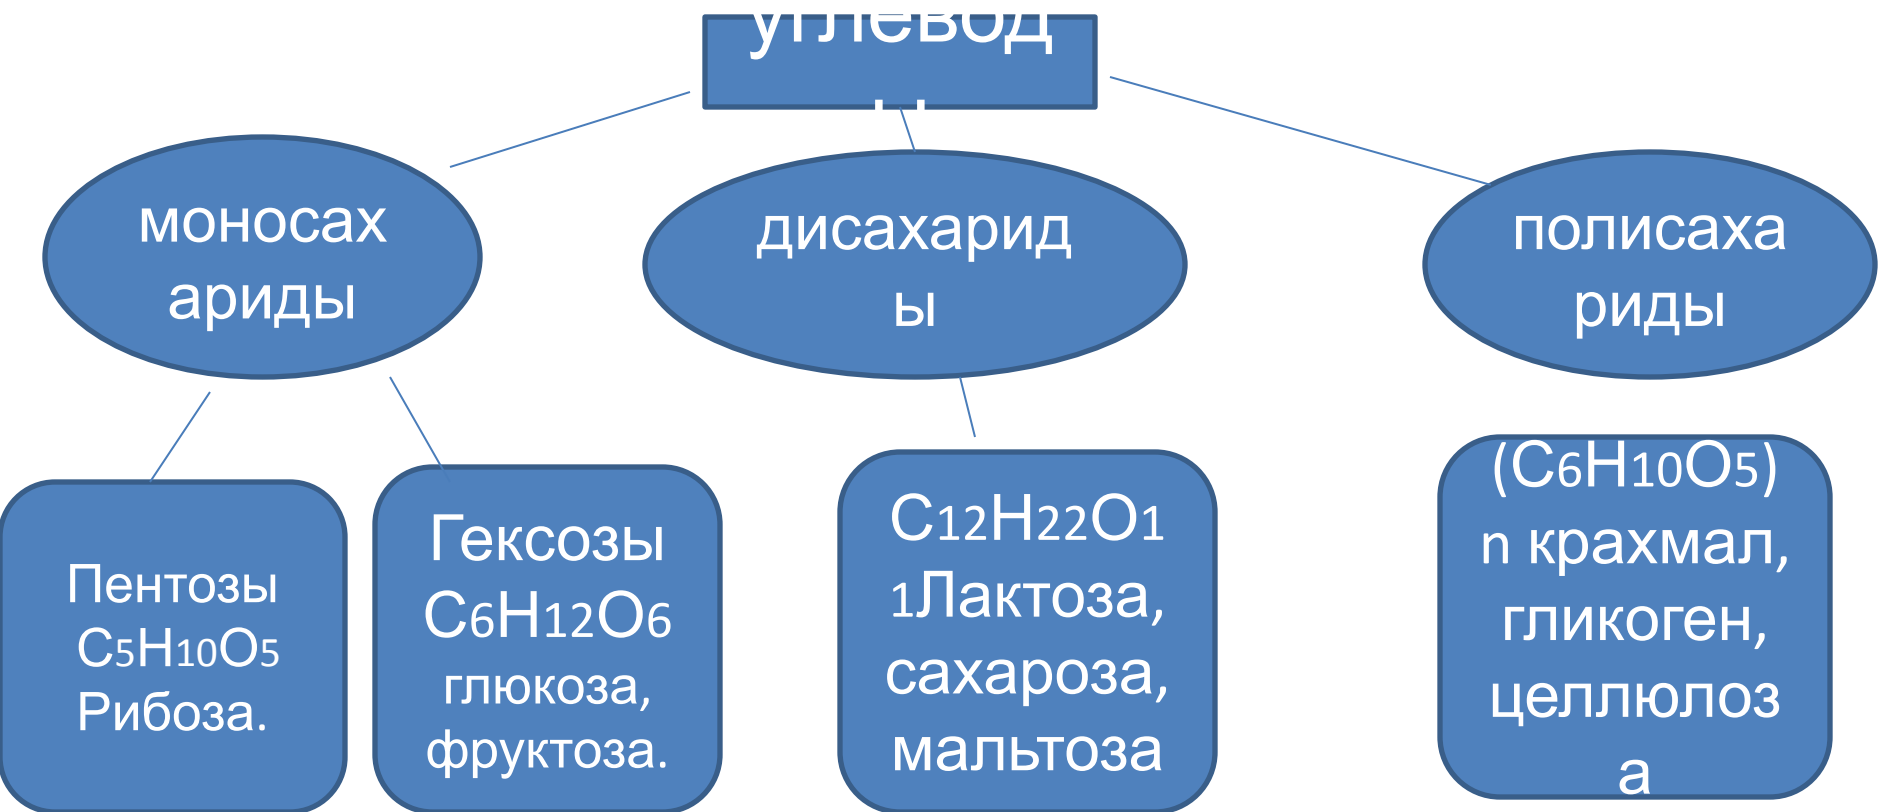 углевод
ы
моносах
ариды
дисахарид
ы
полисаха
риды
Пентозы
C5H10O5
Рибоза.
Гексозы
C6H12O6
глюкоза,
фруктоза.
C12H22O1
1Лактоза,
сахароза,
мальтоза
(C6H10O5)
n крахмал,
гликоген,
целлюлоз
а